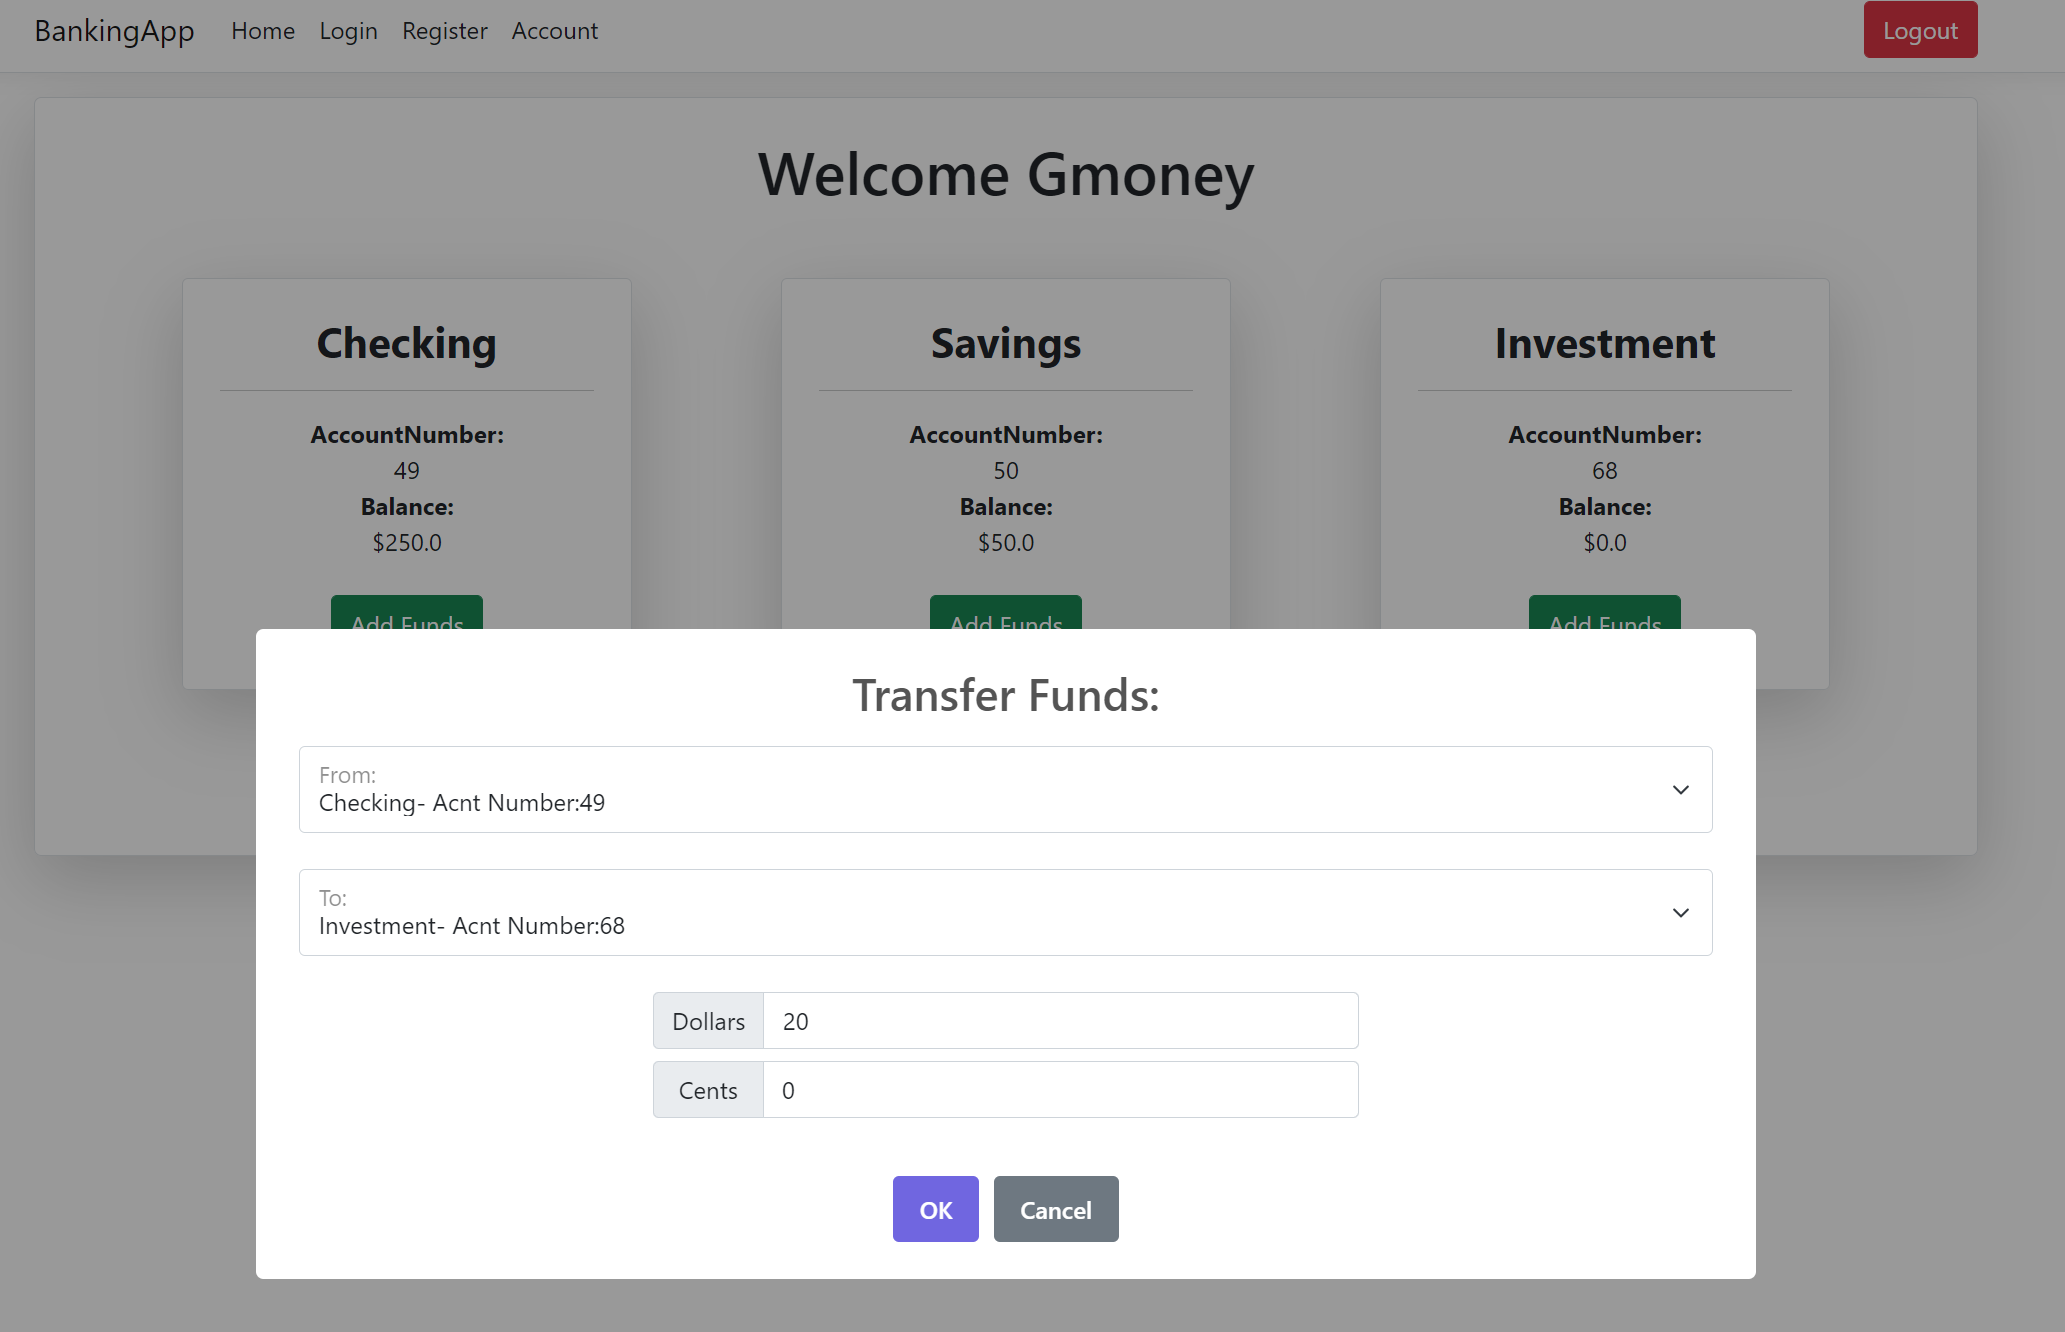 BankingApp Home Login Register Account Logout
Welcome Gmoney
Checking
AccountNumber:
49
Balance:
$250.0
Add Funds
Savings
AccountNumber:
50
Balance:
$50.0
Add Funds
Investment
AccountNumber:
68
Balance:
$0.0
Add Funds
Transfer Funds:
From:
Checking- Acnt Number:49
To:
Investment- Acnt Number:68
Dollars 20
Cents 0
OK Cancel